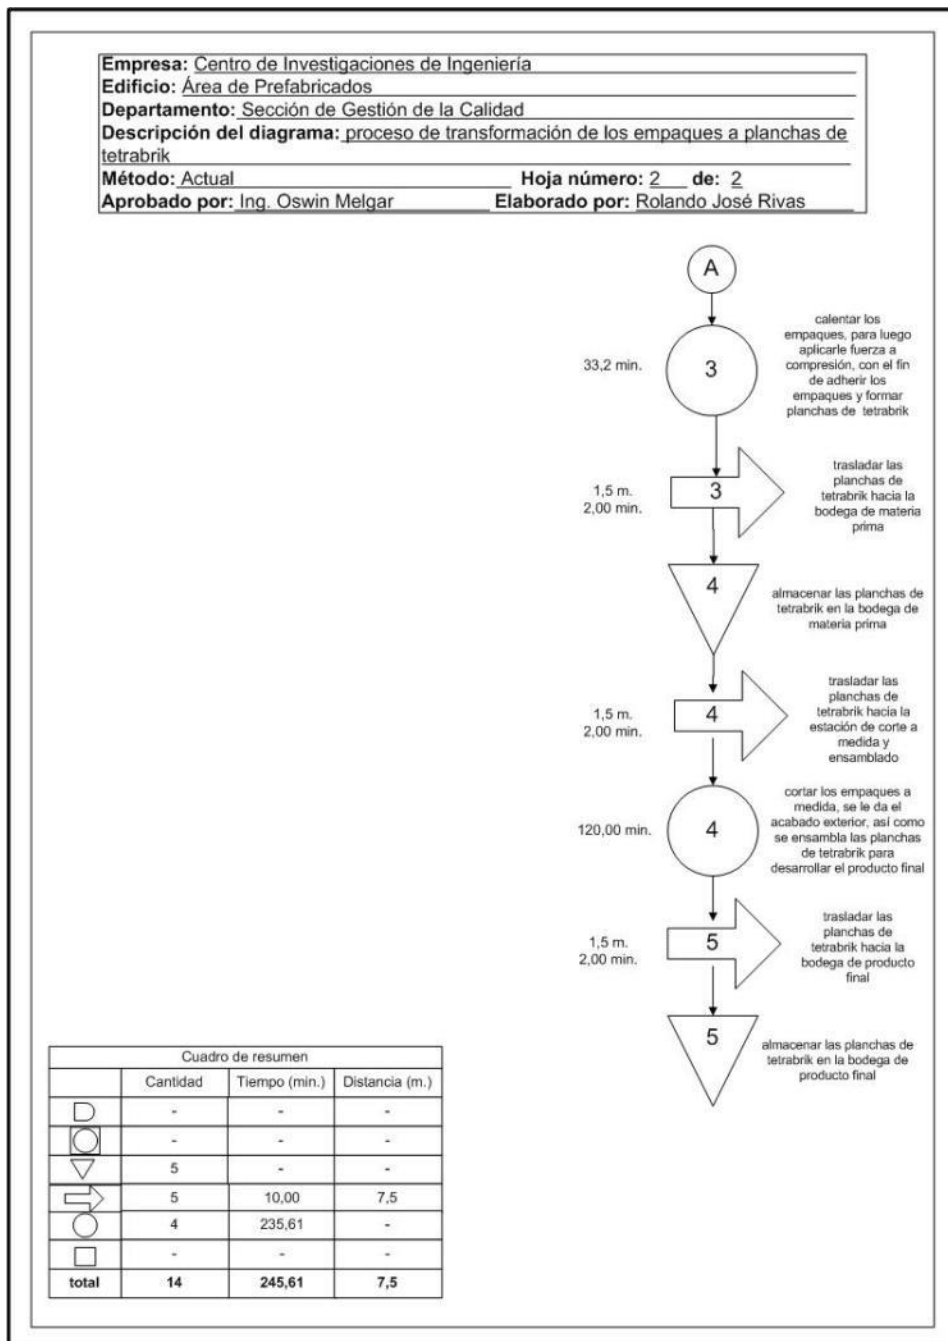 Empresa: Centro de Investigaciones de Ingeniería
Edificio: Área de Prefabricados
Departamento: Sección de Gestión de la Calidad
Descripción del diagrama: proceso de transformación de los empaques a planchas de
tetrabrik
Método: Actual Hoja número: 2 de: 2
Aprobado por: Ing. Oswin Melgar Elaborado por: Rolando José Rivas
A
33,2 min.
3
calentar los
empaques, para luego
aplicarle fuerza a
compresión, con el fin
de adherir los
empaques y formar
planchas de tetrabrik
1,5 m.
2,00 min.
3
trasladar las
planchas de
tetrabrik hacia la
bodega de materia
prima
4
almacenar las planchas de
tetrabrik en la bodega de
materia prima
1,5 m.
2,00 min.
4
trasladar las
planchas de
tetrabrik hacia la
estación de corte a
medida y
ensamblado
120,00 min.
4
cortar los empaques a
medida, se le da el
acabado exterior, así como
se ensambla las planchas
de tetrabrik para
desarrollar el producto final
1,5 m.
2,00 min.
5
trasladar las
planchas de
tetrabrik hacia la
bodega de producto
final
5
almacenar las planchas de
tetrabrik en la bodega de
producto final
Cuadro de resumen
Cantidad Tiempo (min.) Distancia (m.)
- - -
- - -
5 - -
5 10,00 7,5
4 235,61 -
- - -
total 14 245,61 7,5